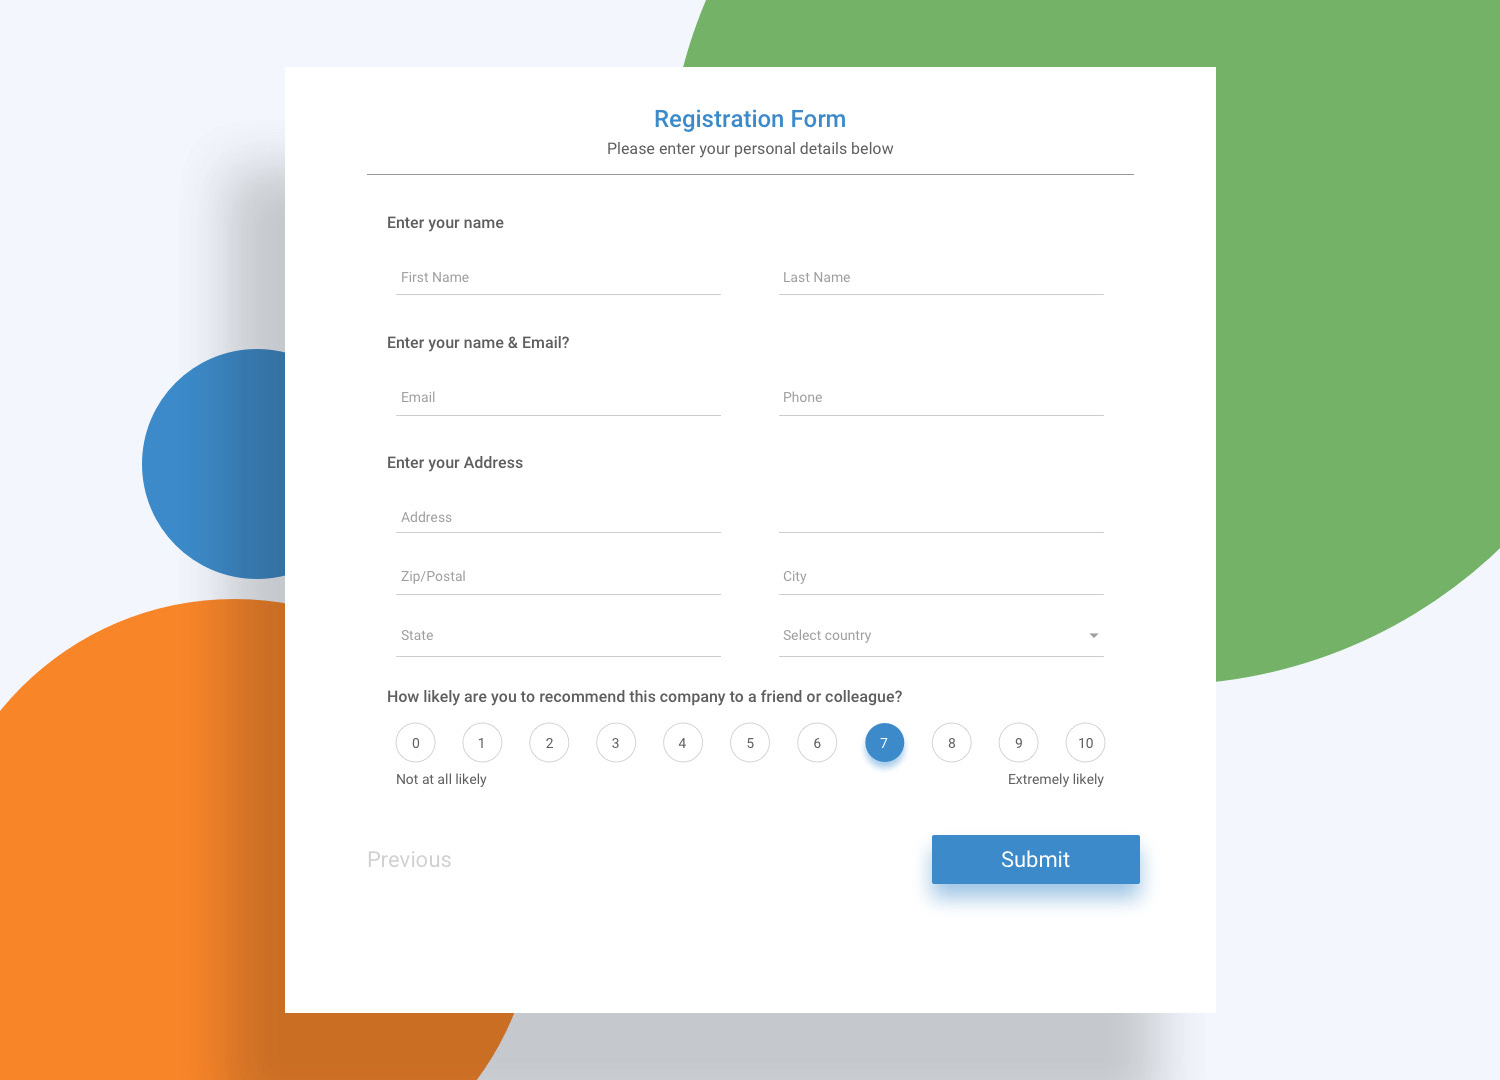 Registration Form
Please enter your personal details below
Enter your name
First Name Last Name
Enter your name & Email?
Email Phone
Enter your Address
Address
Zip/Postal City
State Select country
How likely are you to recommend this company to a friend or colleague?
0 1 2 3 4 5 6 7 8 9 10
Not at all likely Extremely likely
Previous Submit